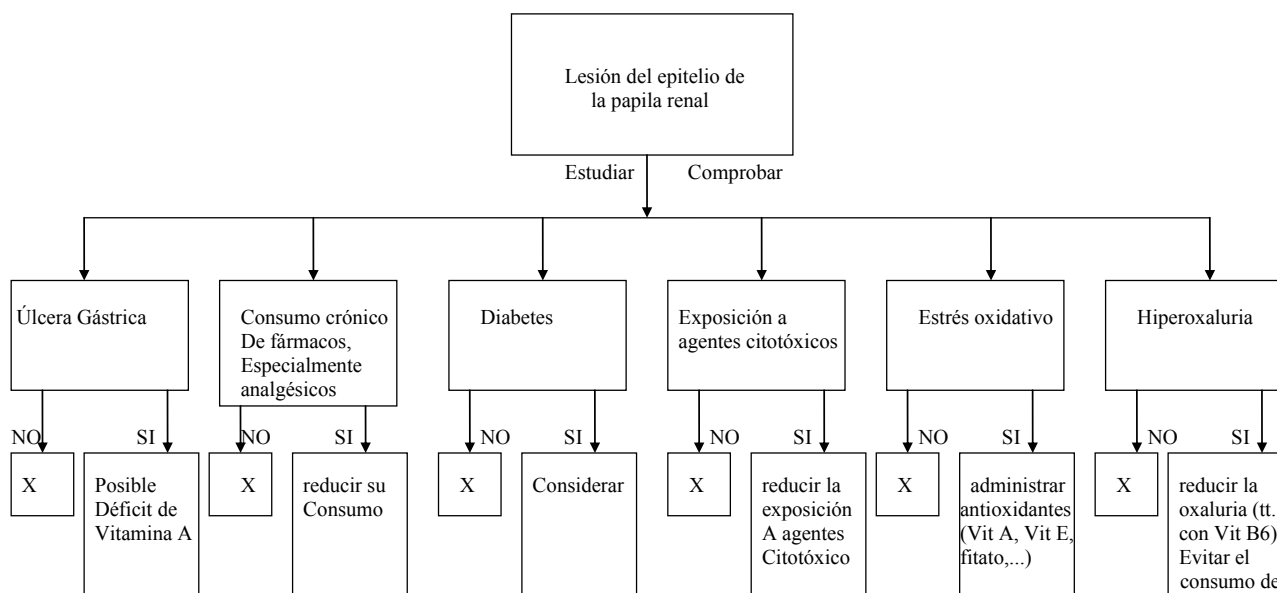 Lesión del epitelio de
la papila renal
Estudiar Comprobar
Úlcera Gástrica
Consumo crónico
De fármacos,
Especialmente
analgésicos
Diabetes
Exposición a
agentes citotóxicos
Estrés oxidativo
Hiperoxaluria
NO
SI
NO
SI
NO
SI
NO
SI
NO
SI
NO
SI
X
Posible
Déficit de
Vitamina A
X
reducir su
Consumo
X
Considerar
X
reducir la
exposición
A agentes
Citotóxico
X
administrar
antioxidantes
(Vit A, Vit E,
fitato,...)
X
reducir la
oxaluria (tt.
con Vit B6)
Evitar el
consumo de